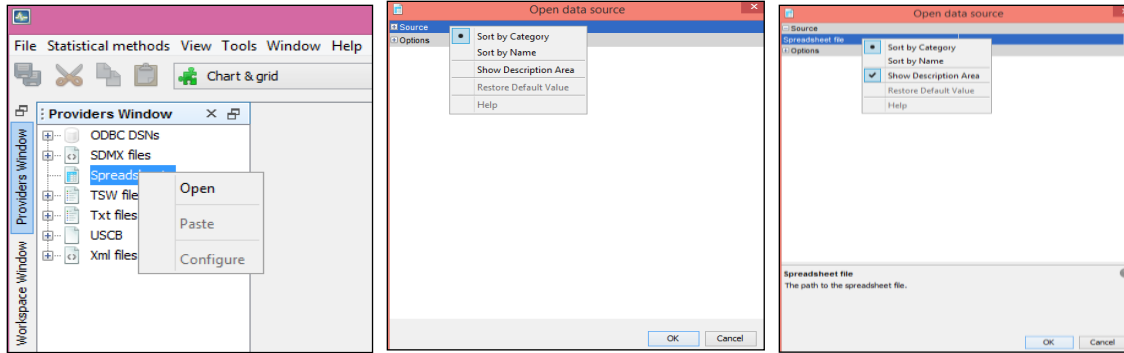 File Statistical methods View Tools Window Help
Chart & grid
Providers Window
Workspace Window
Providers Window
ODBC DSNs
SDMX files
TSW file
Txt files
USCB
Xml files
Open
Paste
Configure
Open data source
Source
Options
Sort by Category
Sort by Name
Show Description Area
Restore Default Value
Help
OK Cancel
Open data source
Source
Spreadsheet file
Options
Sort by Category
Sort by Name
Show Description Area
Restore Default Value
Help
Spreadsheet file
The path to the spreadsheet file.
OK Cancel